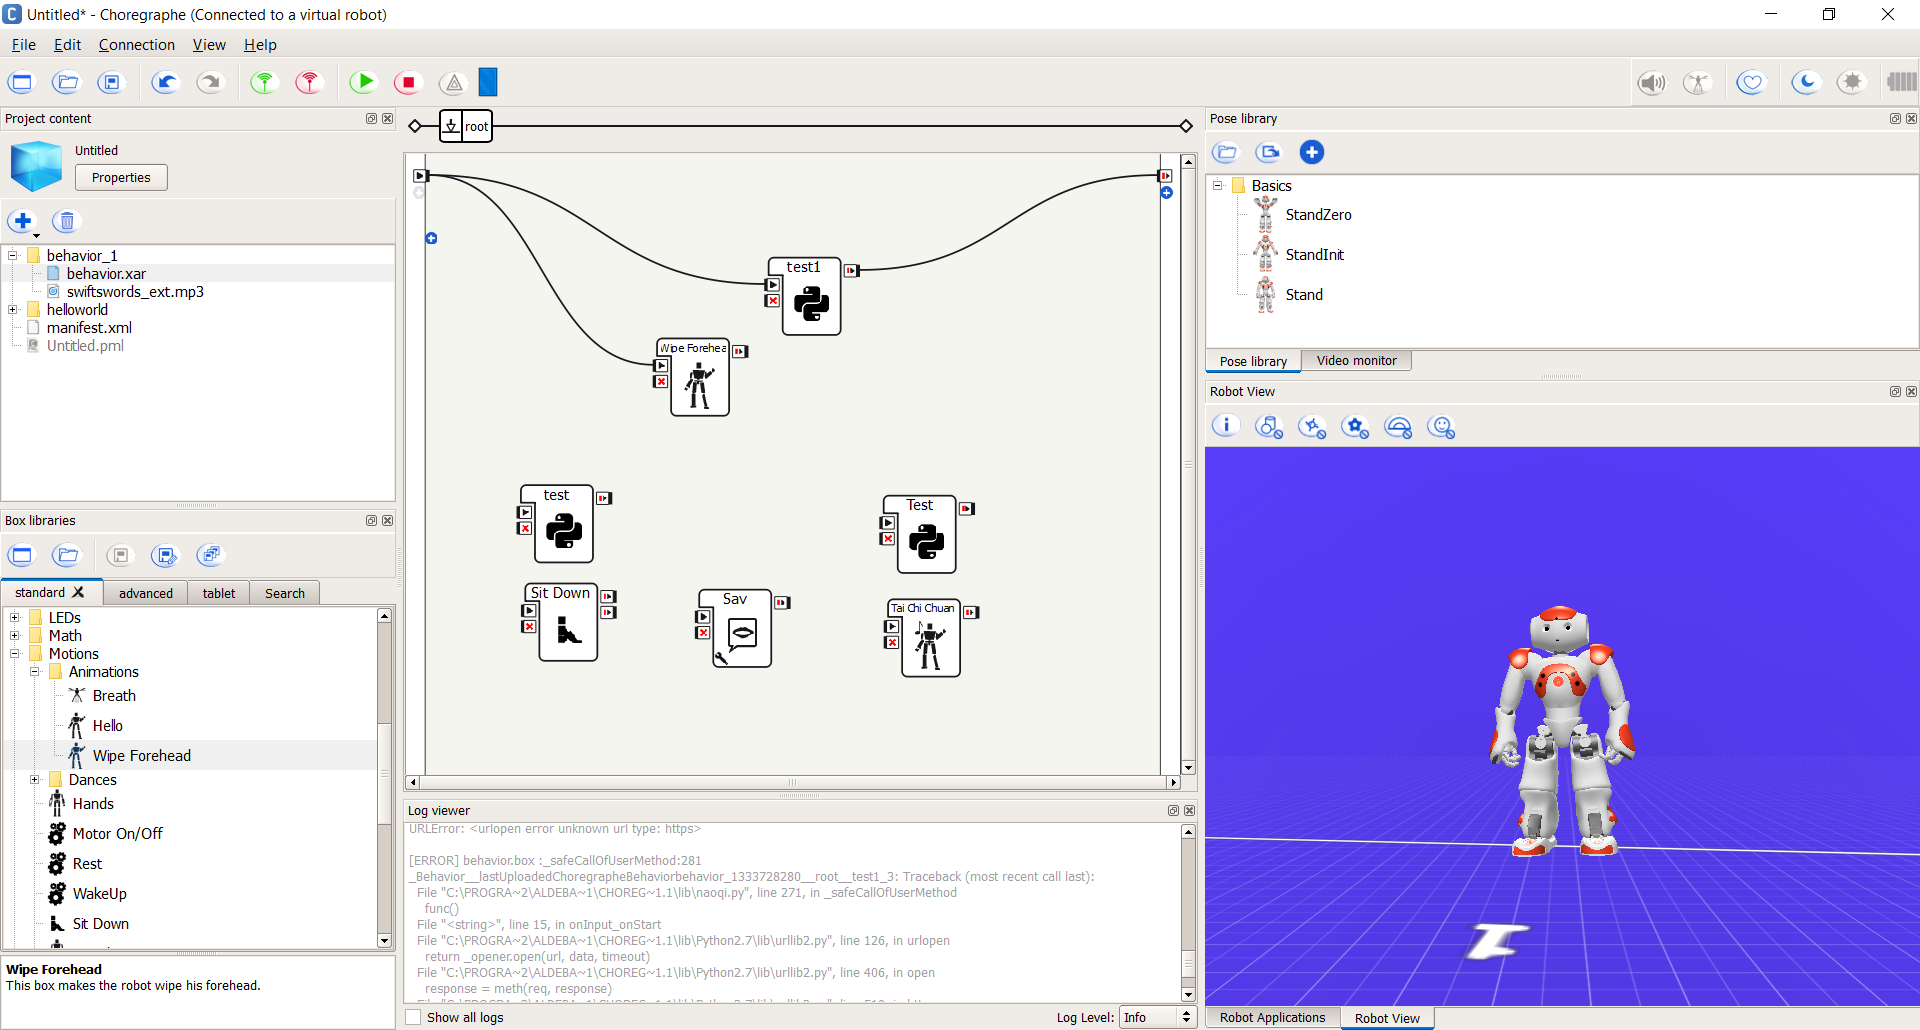 Untitled* - Choregraphe (Connected to a virtual robot)
File Edit Connection View Help
Project content
Untitled
Properties
behavior_1
behavior.xar
swiftswords_ext.mp3
helloworld
manifest.xml
Untitled.pml
Box libraries
standard advanced tablet Search
LEDs
Math
Motions
Animations
Breath
Hello
Wipe Forehead
Dances
Hands
Motor On/Off
Rest
WakeUp
Sit Down
Wipe Forehead
This box makes the robot wipe his forehead.
root
test1
Wipe Forehea
test
Test
Sit Down
Sav
Tai Chi Chuan
Log viewer
URLError: <urlopen error unknown url type: https>
[ERROR] behavior.box :_safeCallOfUserMethod:281
_Behavior__lastUploadedChoregrapheBehaviorbehavior_1333728280__root__test1_3: Traceback (most recent call last):
File "C:\PROGRA~2\ALDEBA~1\CHOREG~1.1\lib\naoqi.py", line 271, in _safeCallOfUserMethod
func()
File "<string>", line 15, in onInput_onStart
File "C:\PROGRA~2\ALDEBA~1\CHOREG~1.1\lib\Python2.7\lib\urllib2.py", line 126, in urlopen
return _opener.open(url, data, timeout)
File "C:\PROGRA~2\ALDEBA~1\CHOREG~1.1\lib\Python2.7\lib\urllib2.py", line 406, in open
response = meth(req, response)
Show all logs
Log Level: Info
Pose library
Basics
StandZero
StandInit
Stand
Pose library Video monitor
Robot View
Robot Applications Robot View